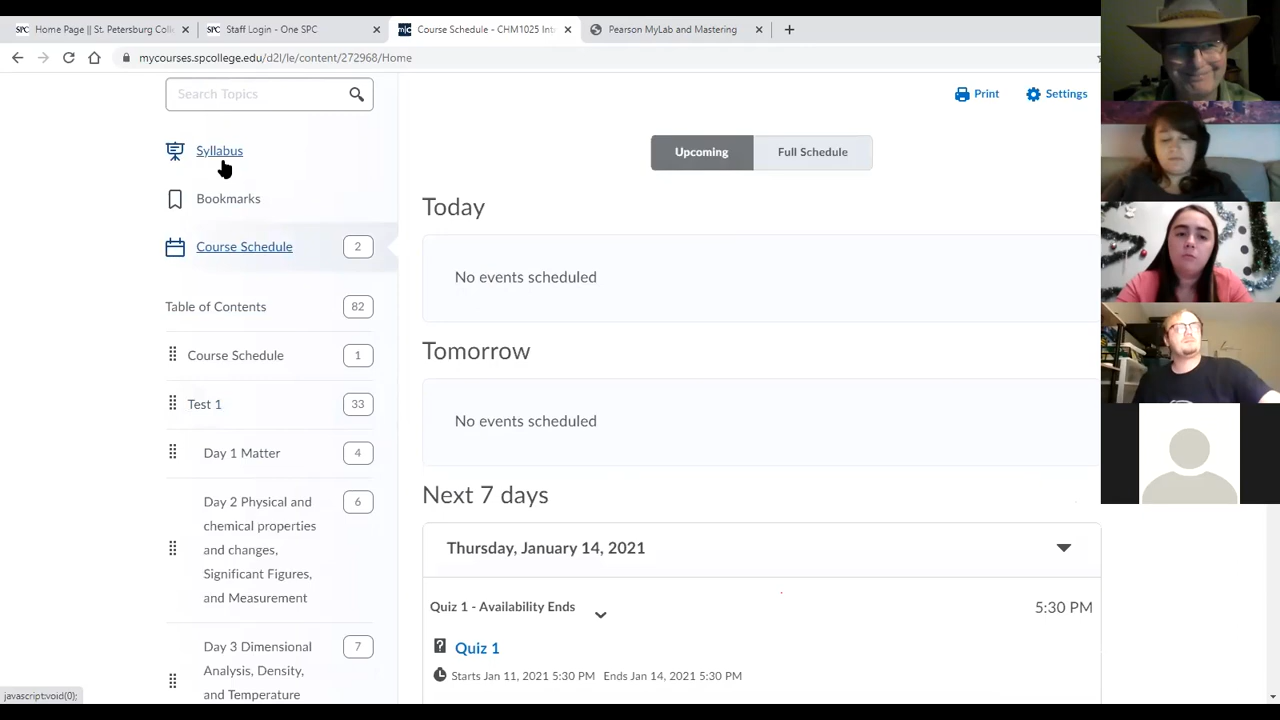 SPC Home Page || St. Petersburg Coll
SPC Staff Login - One SPC
Course Schedule - CHM1025 Int
Pearson MyLab and Mastering
mycourses.spcollege.edu/d2l/le/content/272968/Home
Search Topics
Print
Settings
Syllabus
Upcoming
Full Schedule
Bookmarks
Today
Course Schedule 2
No events scheduled
Table of Contents 82
Tomorrow
Course Schedule 1
Test 1 33
No events scheduled
Day 1 Matter 4
Next 7 days
Day 2 Physical and 6
chemical properties
and changes,
Significant Figures,
and Measurement
Thursday, January 14, 2021
Quiz 1 - Availability Ends
5:30 PM
Day 3 Dimensional 7
Analysis, Density,
and Temperature
Quiz 1
Starts Jan 11, 2021 5:30 PM Ends Jan 14, 2021 5:30 PM
javascript:void(0);